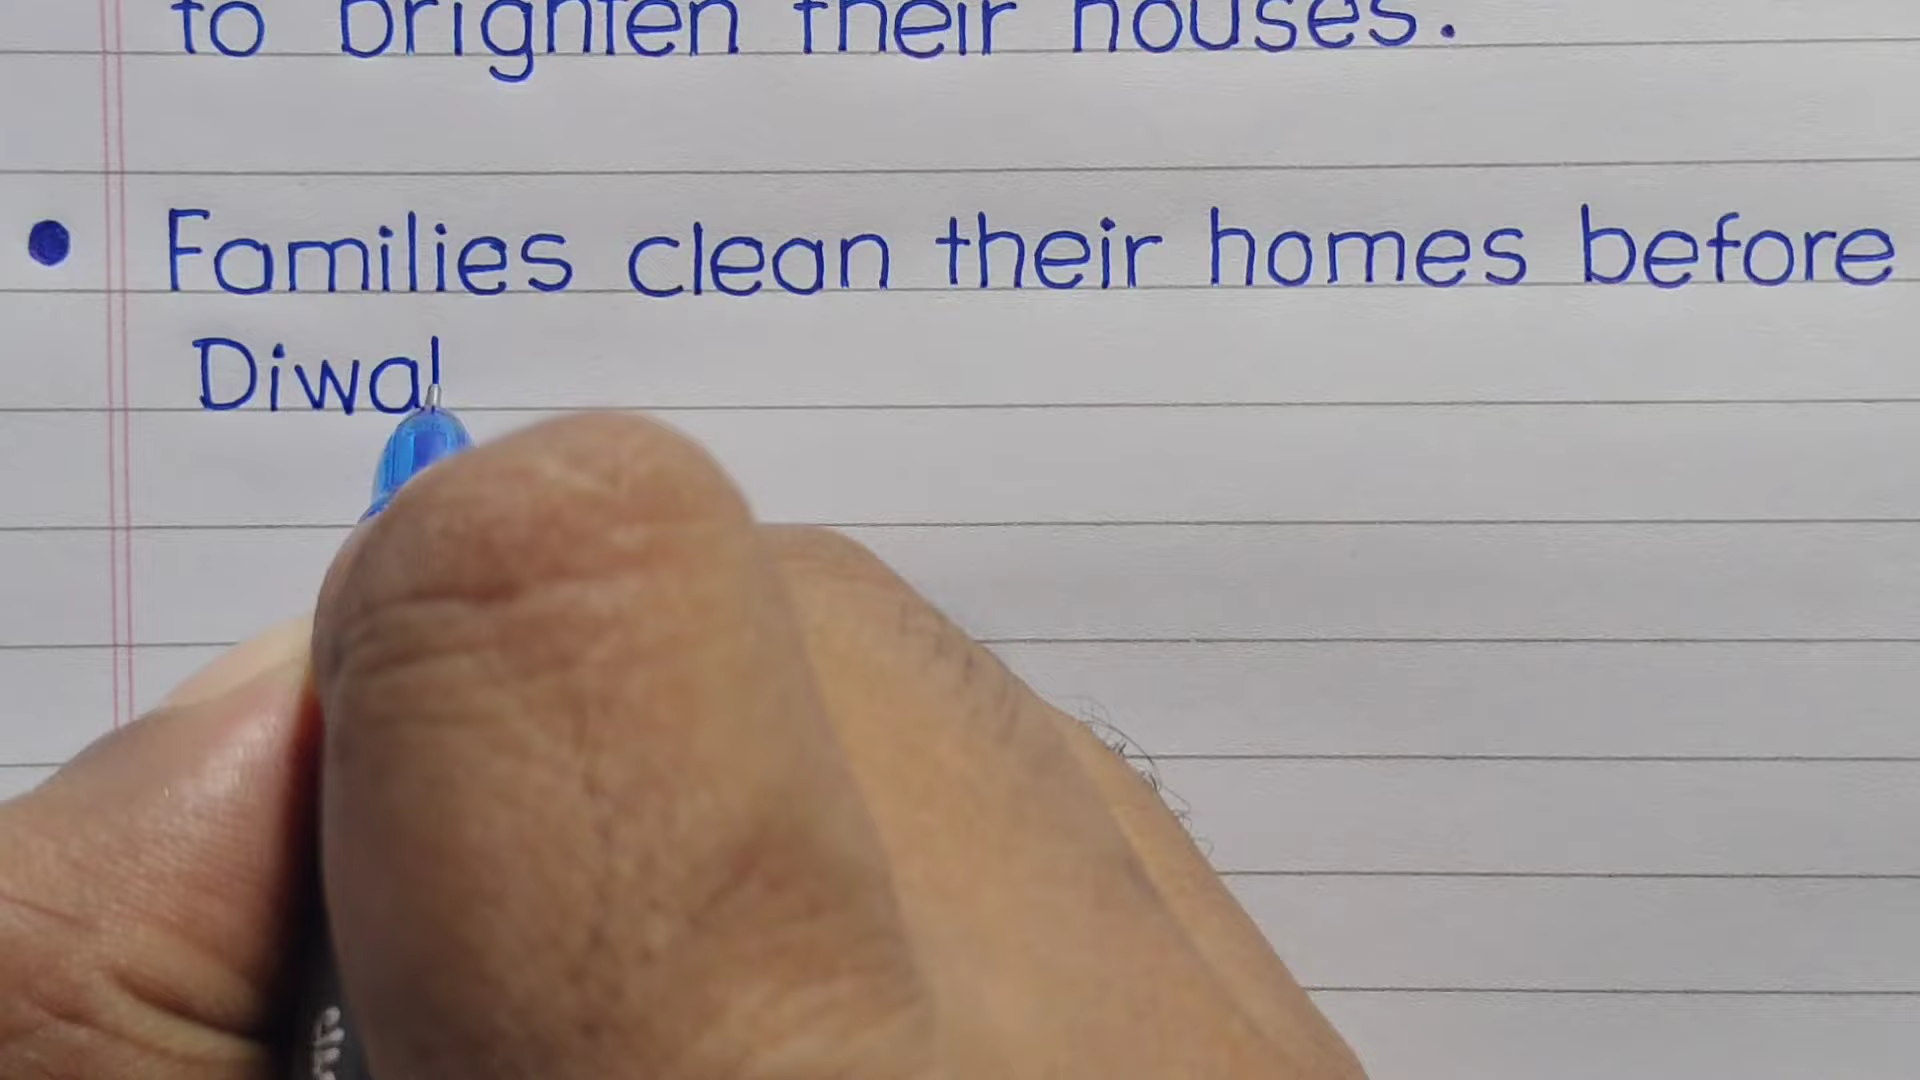 to brighten their houses.
• Families clean their homes before
Diwal